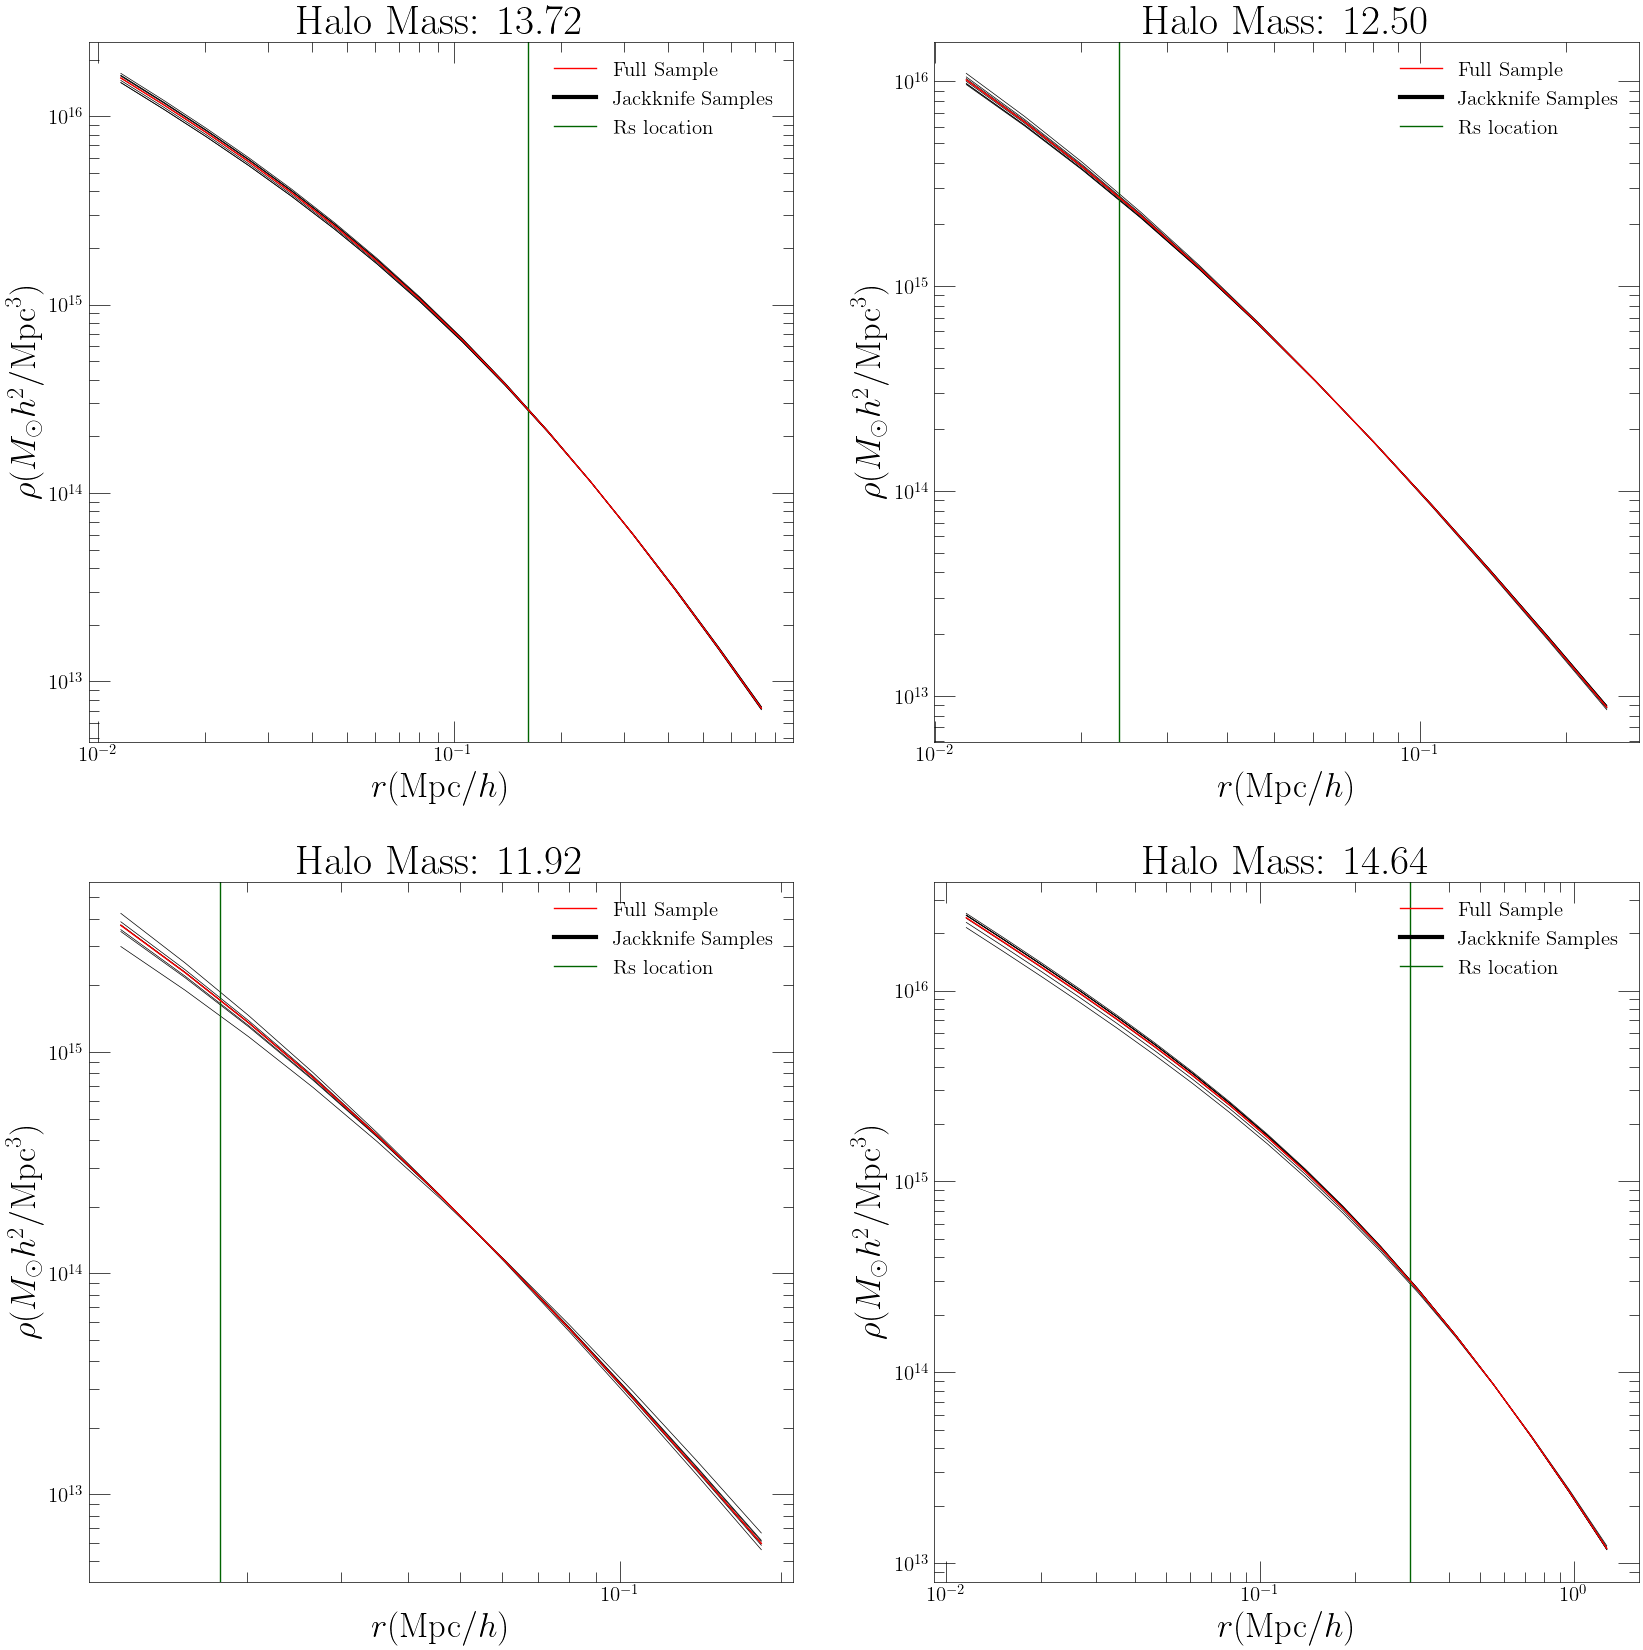 Halo Mass: 13.72
Full Sample
Jackknife Samples
Rs location
10^16
10^15
10^14
10^13
ρ(M⊙h²/Mpc³)
10^-2
10^-1
r(Mpc/h)
Halo Mass: 12.50
Full Sample
Jackknife Samples
Rs location
10^16
10^15
10^14
10^13
ρ(M⊙h²/Mpc³)
10^-2
10^-1
r(Mpc/h)
Halo Mass: 11.92
Full Sample
Jackknife Samples
Rs location
10^15
10^14
10^13
ρ(M⊙h²/Mpc³)
10^-1
r(Mpc/h)
Halo Mass: 14.64
Full Sample
Jackknife Samples
Rs location
10^16
10^15
10^14
10^13
ρ(M⊙h²/Mpc³)
10^-2
10^-1
10^0
r(Mpc/h)